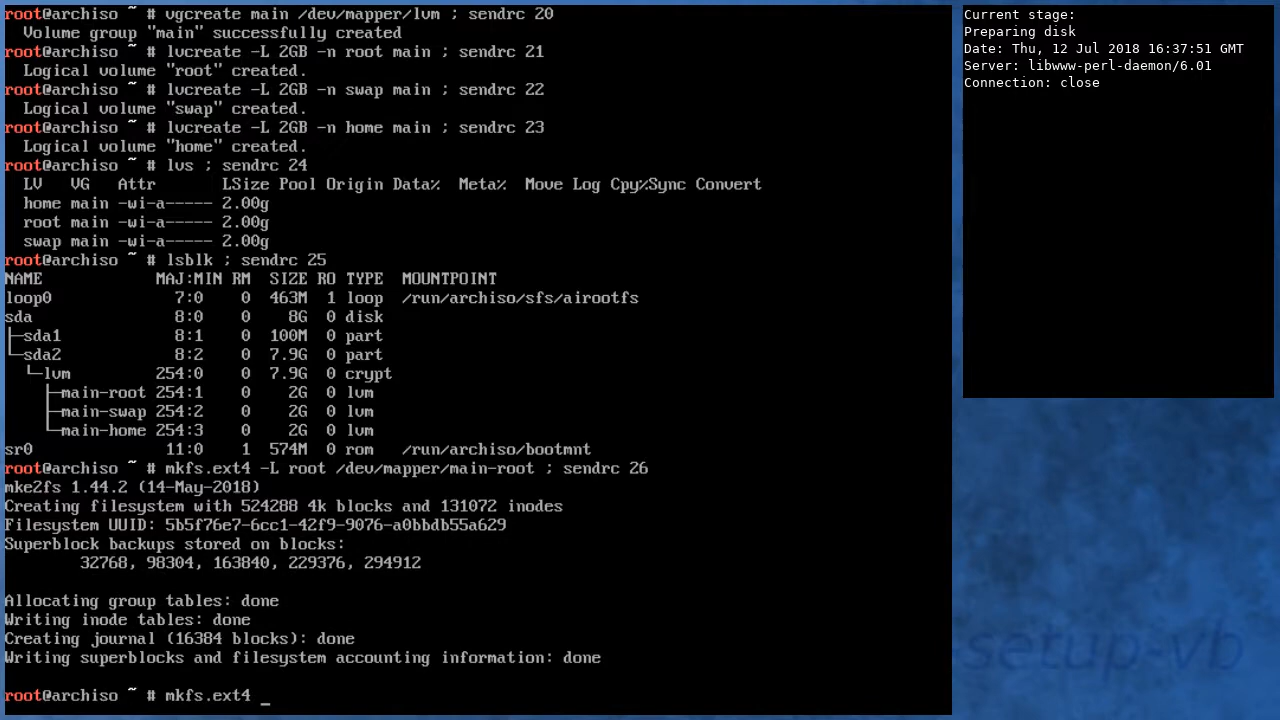 root@archiso ~ # vgcreate main /dev/mapper/lvm ; sendrc 20
  Volume group "main" successfully created
root@archiso ~ # lvcreate -L 2GB -n root main ; sendrc 21
  Logical volume "root" created.
root@archiso ~ # lvcreate -L 2GB -n swap main ; sendrc 22
  Logical volume "swap" created.
root@archiso ~ # lvcreate -L 2GB -n home main ; sendrc 23
  Logical volume "home" created.
root@archiso ~ # lvs ; sendrc 24
  LV   VG   Attr       LSize Pool Origin Data%  Meta%  Move Log Cpy%Sync Convert
  home main -wi-a----- 2.00g
  root main -wi-a----- 2.00g
  swap main -wi-a----- 2.00g
root@archiso ~ # lsblk ; sendrc 25
NAME            MAJ:MIN RM   SIZE RO TYPE  MOUNTPOINT
loop0             7:0    0   463M  1 loop  /run/archiso/sfs/airootfs
sda               8:0    0     8G  0 disk
├─sda1            8:1    0   100M  0 part
└─sda2            8:2    0   7.9G  0 part
  └─lvm         254:0    0   7.9G  0 crypt
    ├─main-root 254:1    0     2G  0 lvm
    ├─main-swap 254:2    0     2G  0 lvm
    └─main-home 254:3    0     2G  0 lvm
sr0              11:0    1   574M  0 rom   /run/archiso/bootmnt
root@archiso ~ # mkfs.ext4 -L root /dev/mapper/main-root ; sendrc 26
mke2fs 1.44.2 (14-May-2018)
Creating filesystem with 524288 4k blocks and 131072 inodes
Filesystem UUID: 5b5f76e7-6cc1-42f9-9076-a0bbdb55a629
Superblock backups stored on blocks:
        32768, 98304, 163840, 229376, 294912

Allocating group tables: done
Writing inode tables: done
Creating journal (16384 blocks): done
Writing superblocks and filesystem accounting information: done

root@archiso ~ # mkfs.ext4 _
Current stage:
Preparing disk
Date: Thu, 12 Jul 2018 16:37:51 GMT
Server: libwww-perl-daemon/6.01
Connection: close
setup-vb